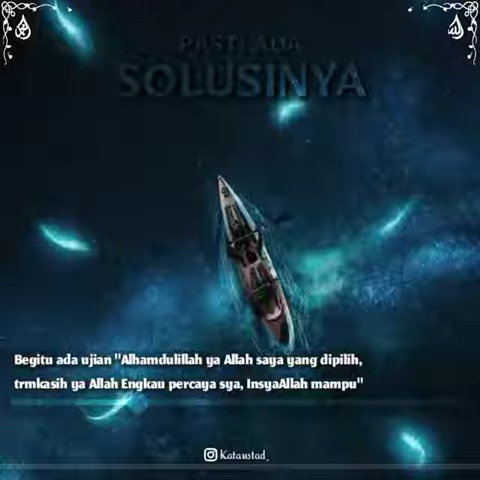 PASTI ADA
SOLUSINYA
Begitu ada ujian "Alhamdulillah ya Allah saya yang dipilih,
trmkasih ya Allah Engkau percaya sya, InsyaAllah mampu"
Kataustad_